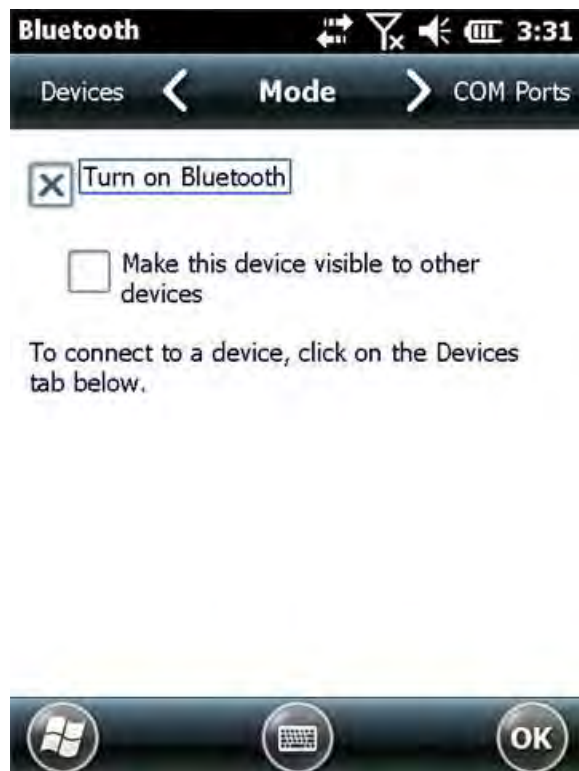 Bluetooth 3:31
Devices Mode COM Ports
Turn on Bluetooth
Make this device visible to other
devices
To connect to a device, click on the Devices
tab below.
OK